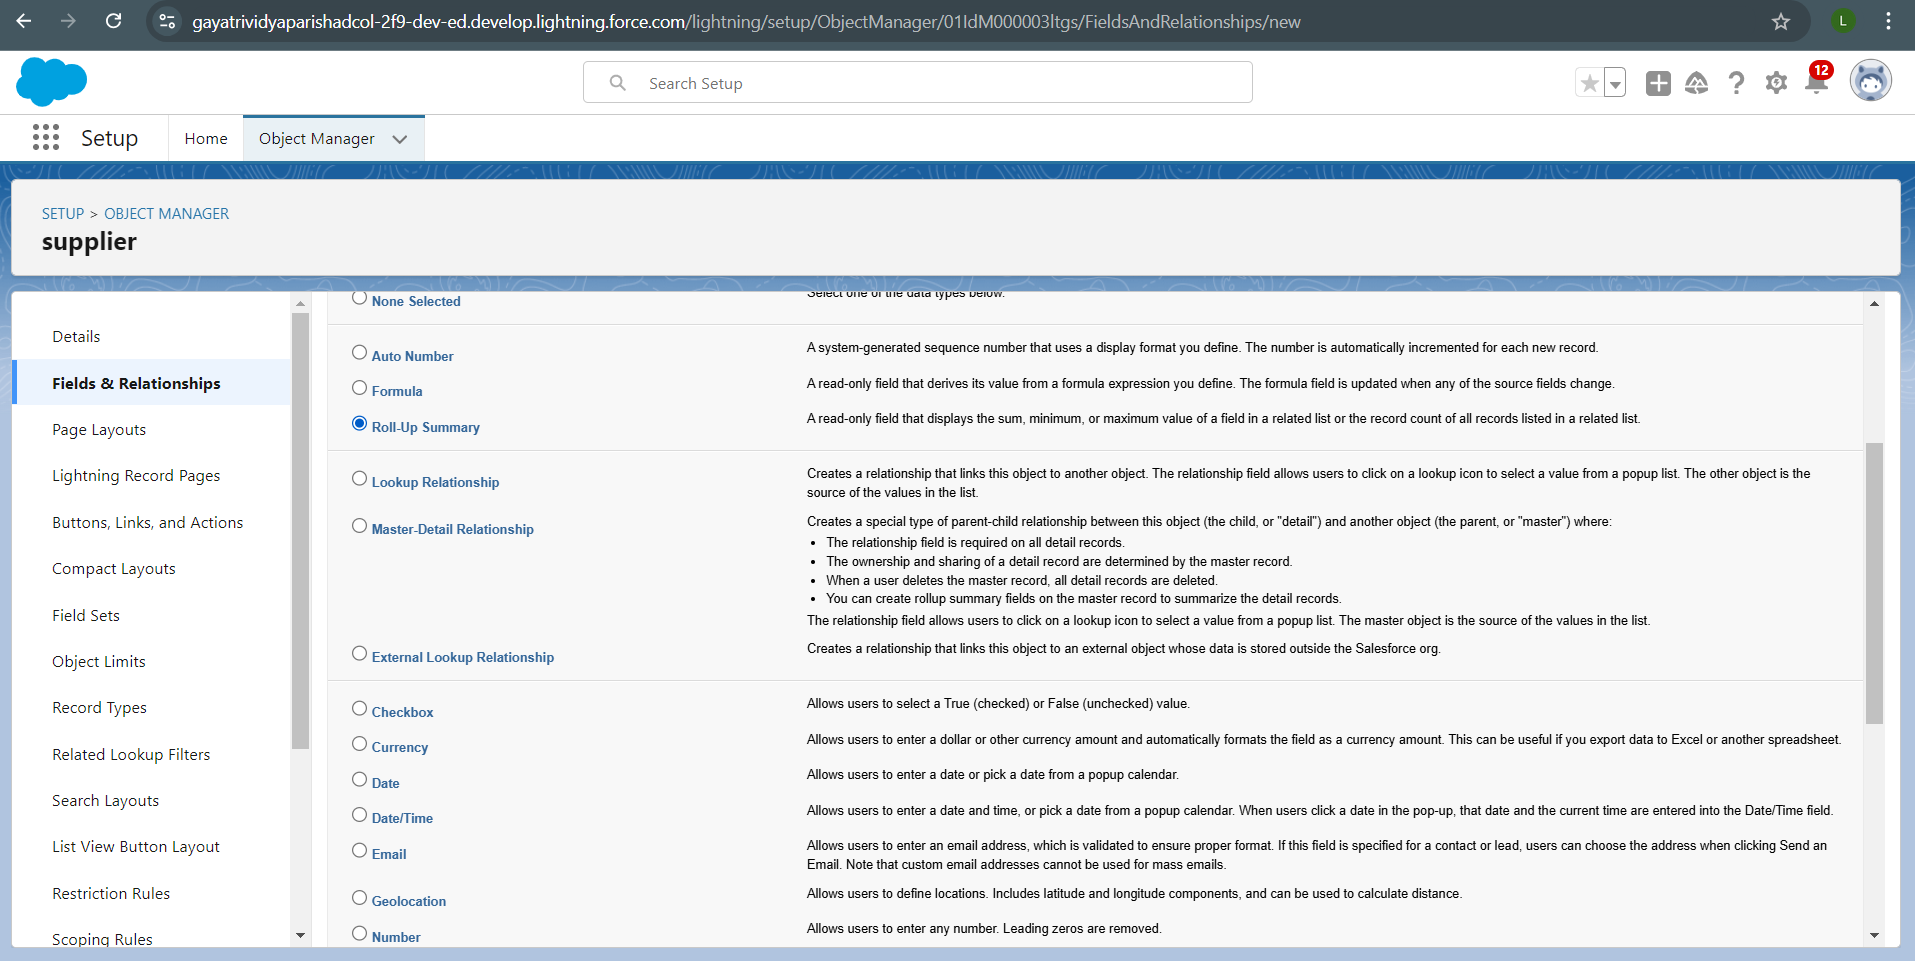 gayatrividyaparishadcol-2f9-dev-ed.develop.lightning.force.com/lightning/setup/ObjectManager/01IdM000003ltgs/FieldsAndRelationships/new
L
Search Setup
12
Setup
Home
Object Manager
SETUP > OBJECT MANAGER
supplier
Details
Fields & Relationships
Page Layouts
Lightning Record Pages
Buttons, Links, and Actions
Compact Layouts
Field Sets
Object Limits
Record Types
Related Lookup Filters
Search Layouts
List View Button Layout
Restriction Rules
Scoping Rules
None Selected
Select one of the data types below.
Auto Number
A system-generated sequence number that uses a display format you define. The number is automatically incremented for each new record.
Formula
A read-only field that derives its value from a formula expression you define. The formula field is updated when any of the source fields change.
Roll-Up Summary
A read-only field that displays the sum, minimum, or maximum value of a field in a related list or the record count of all records listed in a related list.
Lookup Relationship
Creates a relationship that links this object to another object. The relationship field allows users to click on a lookup icon to select a value from a popup list. The other object is the
source of the values in the list.
Master-Detail Relationship
Creates a special type of parent-child relationship between this object (the child, or "detail") and another object (the parent, or "master") where:
• The relationship field is required on all detail records.
• The ownership and sharing of a detail record are determined by the master record.
• When a user deletes the master record, all detail records are deleted.
• You can create rollup summary fields on the master record to summarize the detail records.
The relationship field allows users to click on a lookup icon to select a value from a popup list. The master object is the source of the values in the list.
External Lookup Relationship
Creates a relationship that links this object to an external object whose data is stored outside the Salesforce org.
Checkbox
Allows users to select a True (checked) or False (unchecked) value.
Currency
Allows users to enter a dollar or other currency amount and automatically formats the field as a currency amount. This can be useful if you export data to Excel or another spreadsheet.
Date
Allows users to enter a date or pick a date from a popup calendar.
Date/Time
Allows users to enter a date and time, or pick a date from a popup calendar. When users click a date in the pop-up, that date and the current time are entered into the Date/Time field.
Email
Allows users to enter an email address, which is validated to ensure proper format. If this field is specified for a contact or lead, users can choose the address when clicking Send an
Email. Note that custom email addresses cannot be used for mass emails.
Geolocation
Allows users to define locations. Includes latitude and longitude components, and can be used to calculate distance.
Number
Allows users to enter any number. Leading zeros are removed.